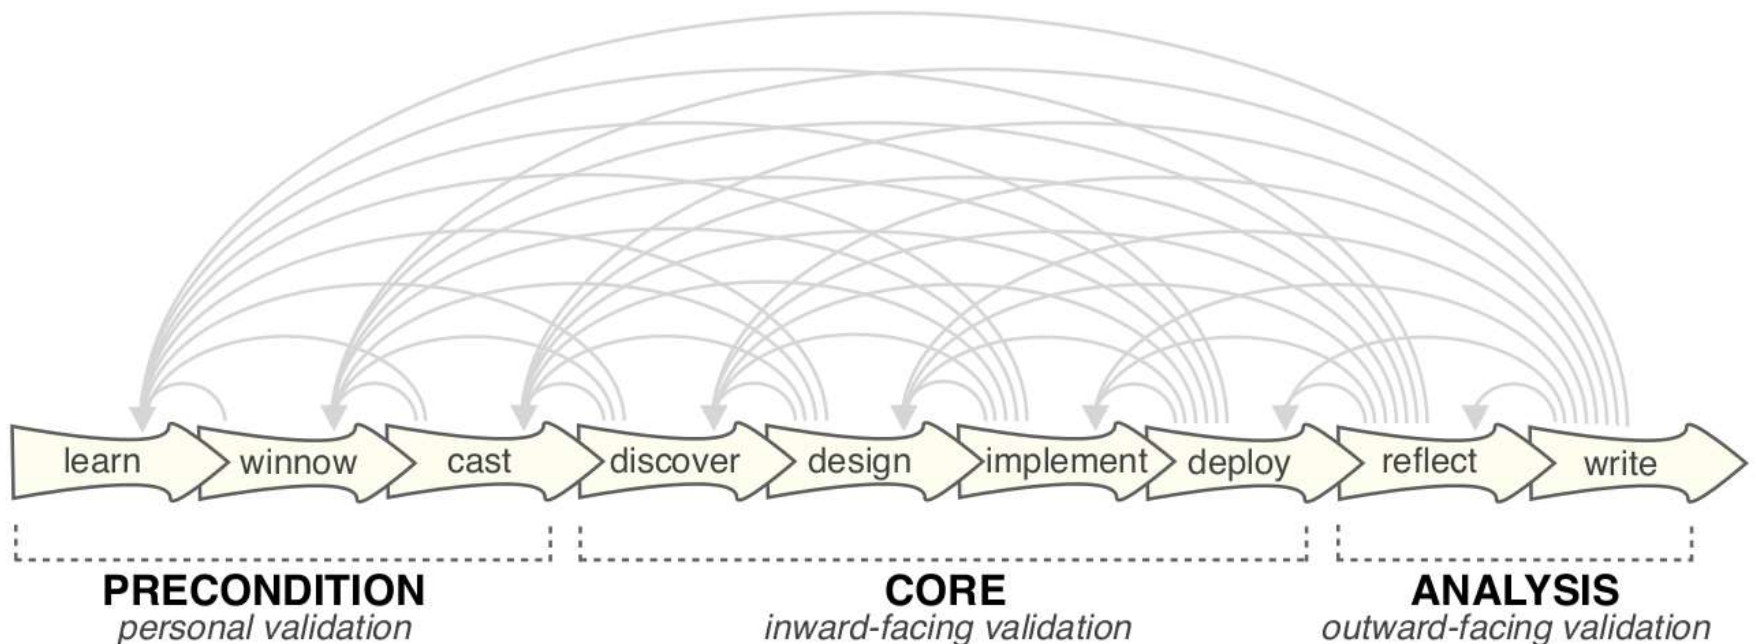 learn winnow cast discover design implement deploy reflect write
PRECONDITION CORE ANALYSIS
personal validation inward-facing validation outward-facing validation